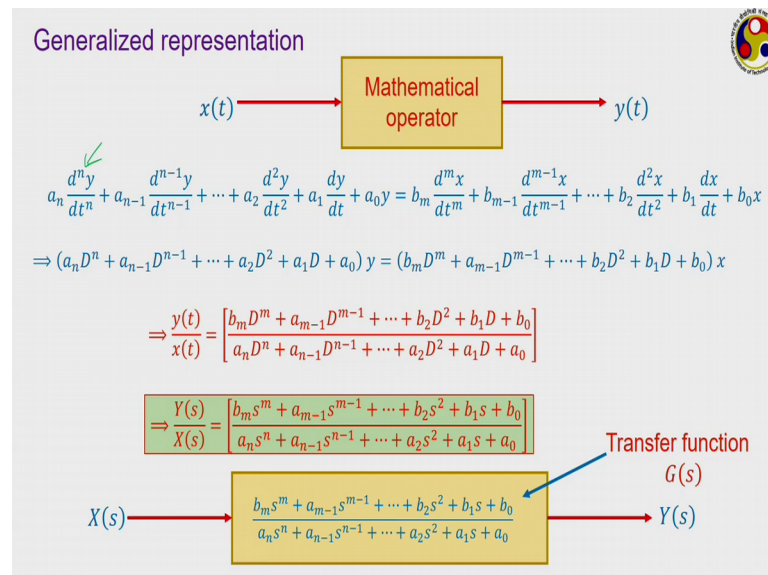 Generalized representation
x(t) Mathematical operator y(t)
a_n d^n y/dt^n + a_{n-1} d^{n-1}y/dt^{n-1} + ⋯ + a_2 d^2y/dt^2 + a_1 dy/dt + a_0 y = b_m d^m x/dt^m + b_{m-1} d^{m-1}x/dt^{m-1} + ⋯ + b_2 d^2x/dt^2 + b_1 dx/dt + b_0 x
⇒ (a_n D^n + a_{n-1} D^{n-1} + ⋯ + a_2 D^2 + a_1 D + a_0) y = (b_m D^m + a_{m-1} D^{m-1} + ⋯ + b_2 D^2 + b_1 D + b_0) x
⇒ y(t)/x(t) = [(b_m D^m + a_{m-1} D^{m-1} + ⋯ + b_2 D^2 + b_1 D + b_0)/(a_n D^n + a_{n-1} D^{n-1} + ⋯ + a_2 D^2 + a_1 D + a_0)]
⇒ Y(s)/X(s) = [(b_m s^m + a_{m-1} s^{m-1} + ⋯ + b_2 s^2 + b_1 s + b_0)/(a_n s^n + a_{n-1} s^{n-1} + ⋯ + a_2 s^2 + a_1 s + a_0)]
Transfer function
G(s)
X(s) (b_m s^m + a_{m-1} s^{m-1} + ⋯ + b_2 s^2 + b_1 s + b_0)/(a_n s^n + a_{n-1} s^{n-1} + ⋯ + a_2 s^2 + a_1 s + a_0) Y(s)